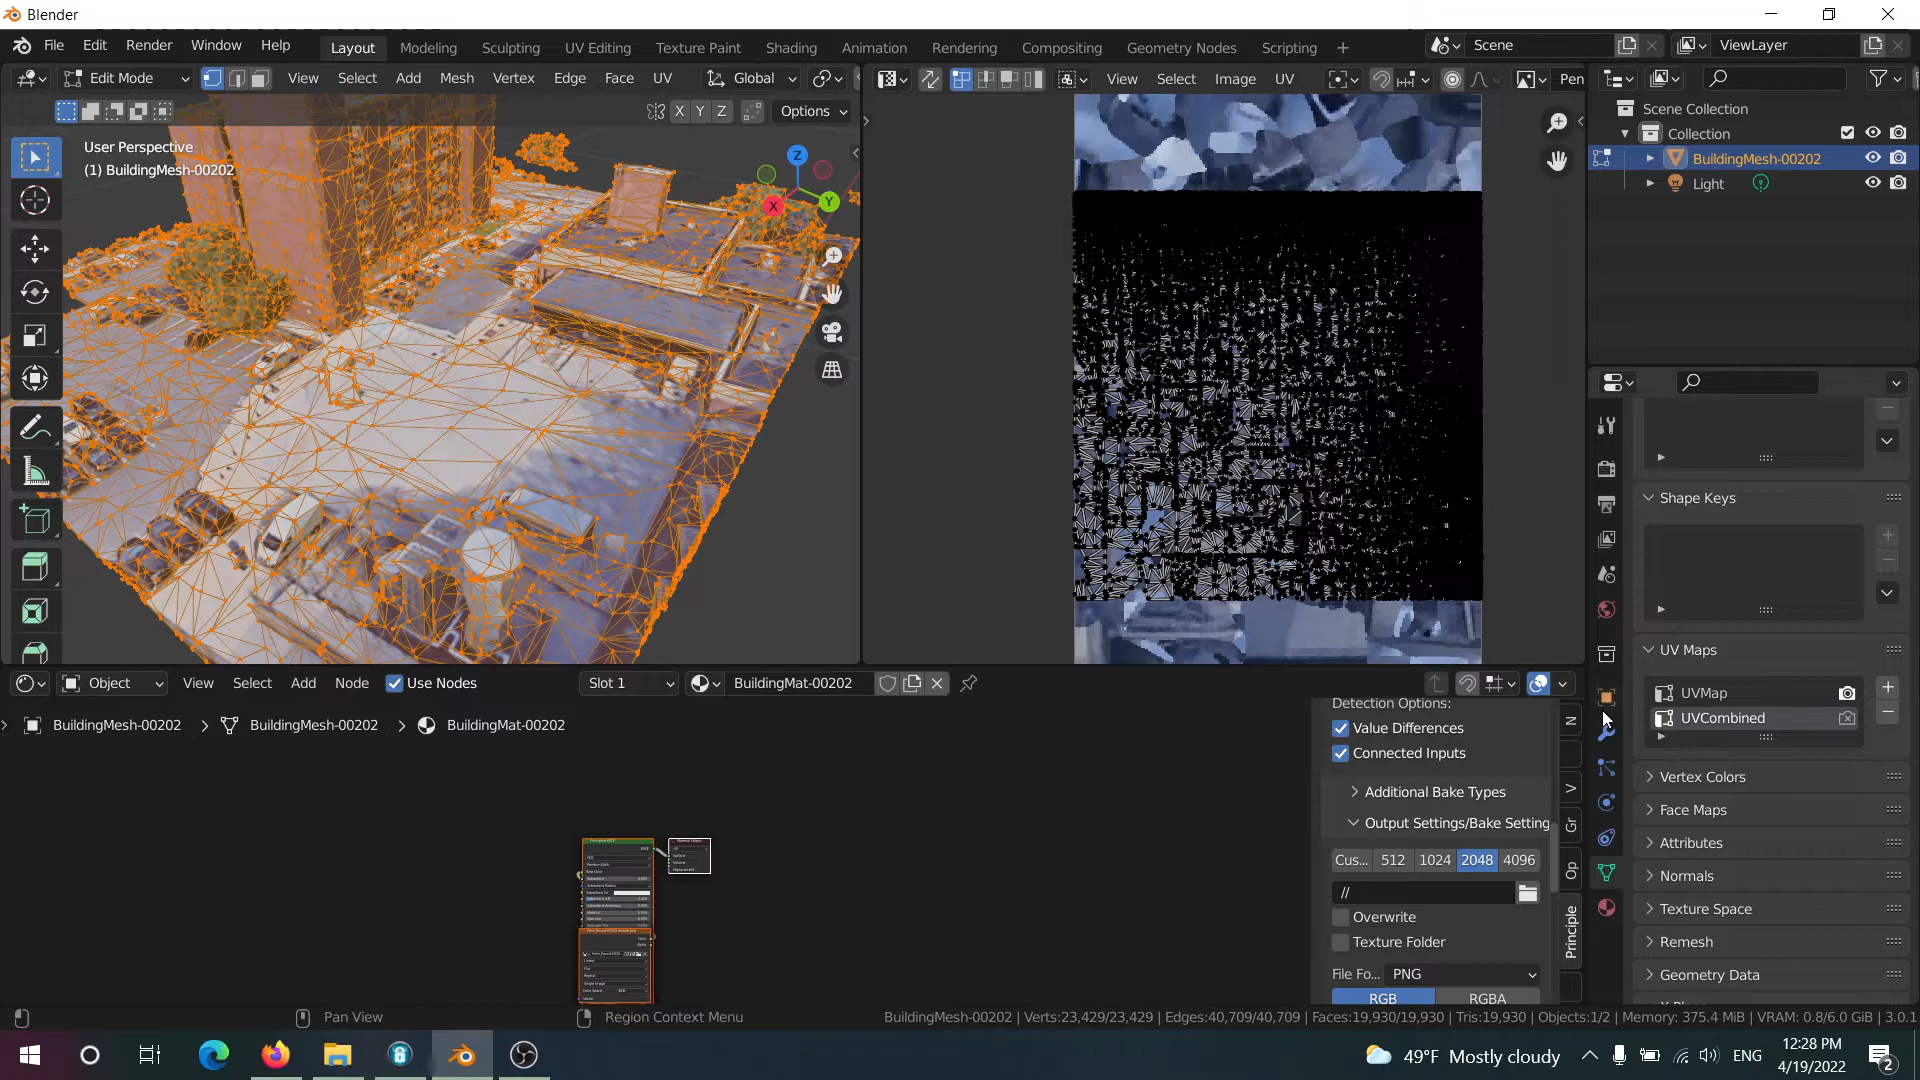 Blender
File Edit Render Window Help
Layout Modeling Sculpting UV Editing Texture Paint Shading Animation Rendering Compositing Geometry Nodes Scripting +
Scene
ViewLayer
Edit Mode View Select Add Mesh Vertex Edge Face UV Global
View Select Image UV Pen
X Y Z Options
User Perspective
(1) BuildingMesh-00202
Z
Y
X
Scene Collection
Collection
BuildingMesh-00202
Light
Shape Keys
UV Maps
UVMap
UVCombined
Vertex Colors
Face Maps
Attributes
Normals
Texture Space
Remesh
Geometry Data
Object View Select Add Node Use Nodes Slot 1 BuildingMat-00202
BuildingMesh-00202 > BuildingMesh-00202 > BuildingMat-00202
Detection Options:
Value Differences
Connected Inputs
Additional Bake Types
Output Settings/Bake Setting
Cus... 512 1024 2048 4096
//
Overwrite
Texture Folder
File Fo... PNG
RGB RGBA
N
V
Gr
Op
Principle
Pan View
Region Context Menu
BuildingMesh-00202 | Verts:23,429/23,429 | Edges:40,709/40,709 | Faces:19,930/19,930 | Tris:19,930 | Objects:1/2 | Memory: 375.4 MiB | VRAM: 0.8/6.0 GiB | 3.0.1
49°F Mostly cloudy
ENG
12:28 PM
4/19/2022
2